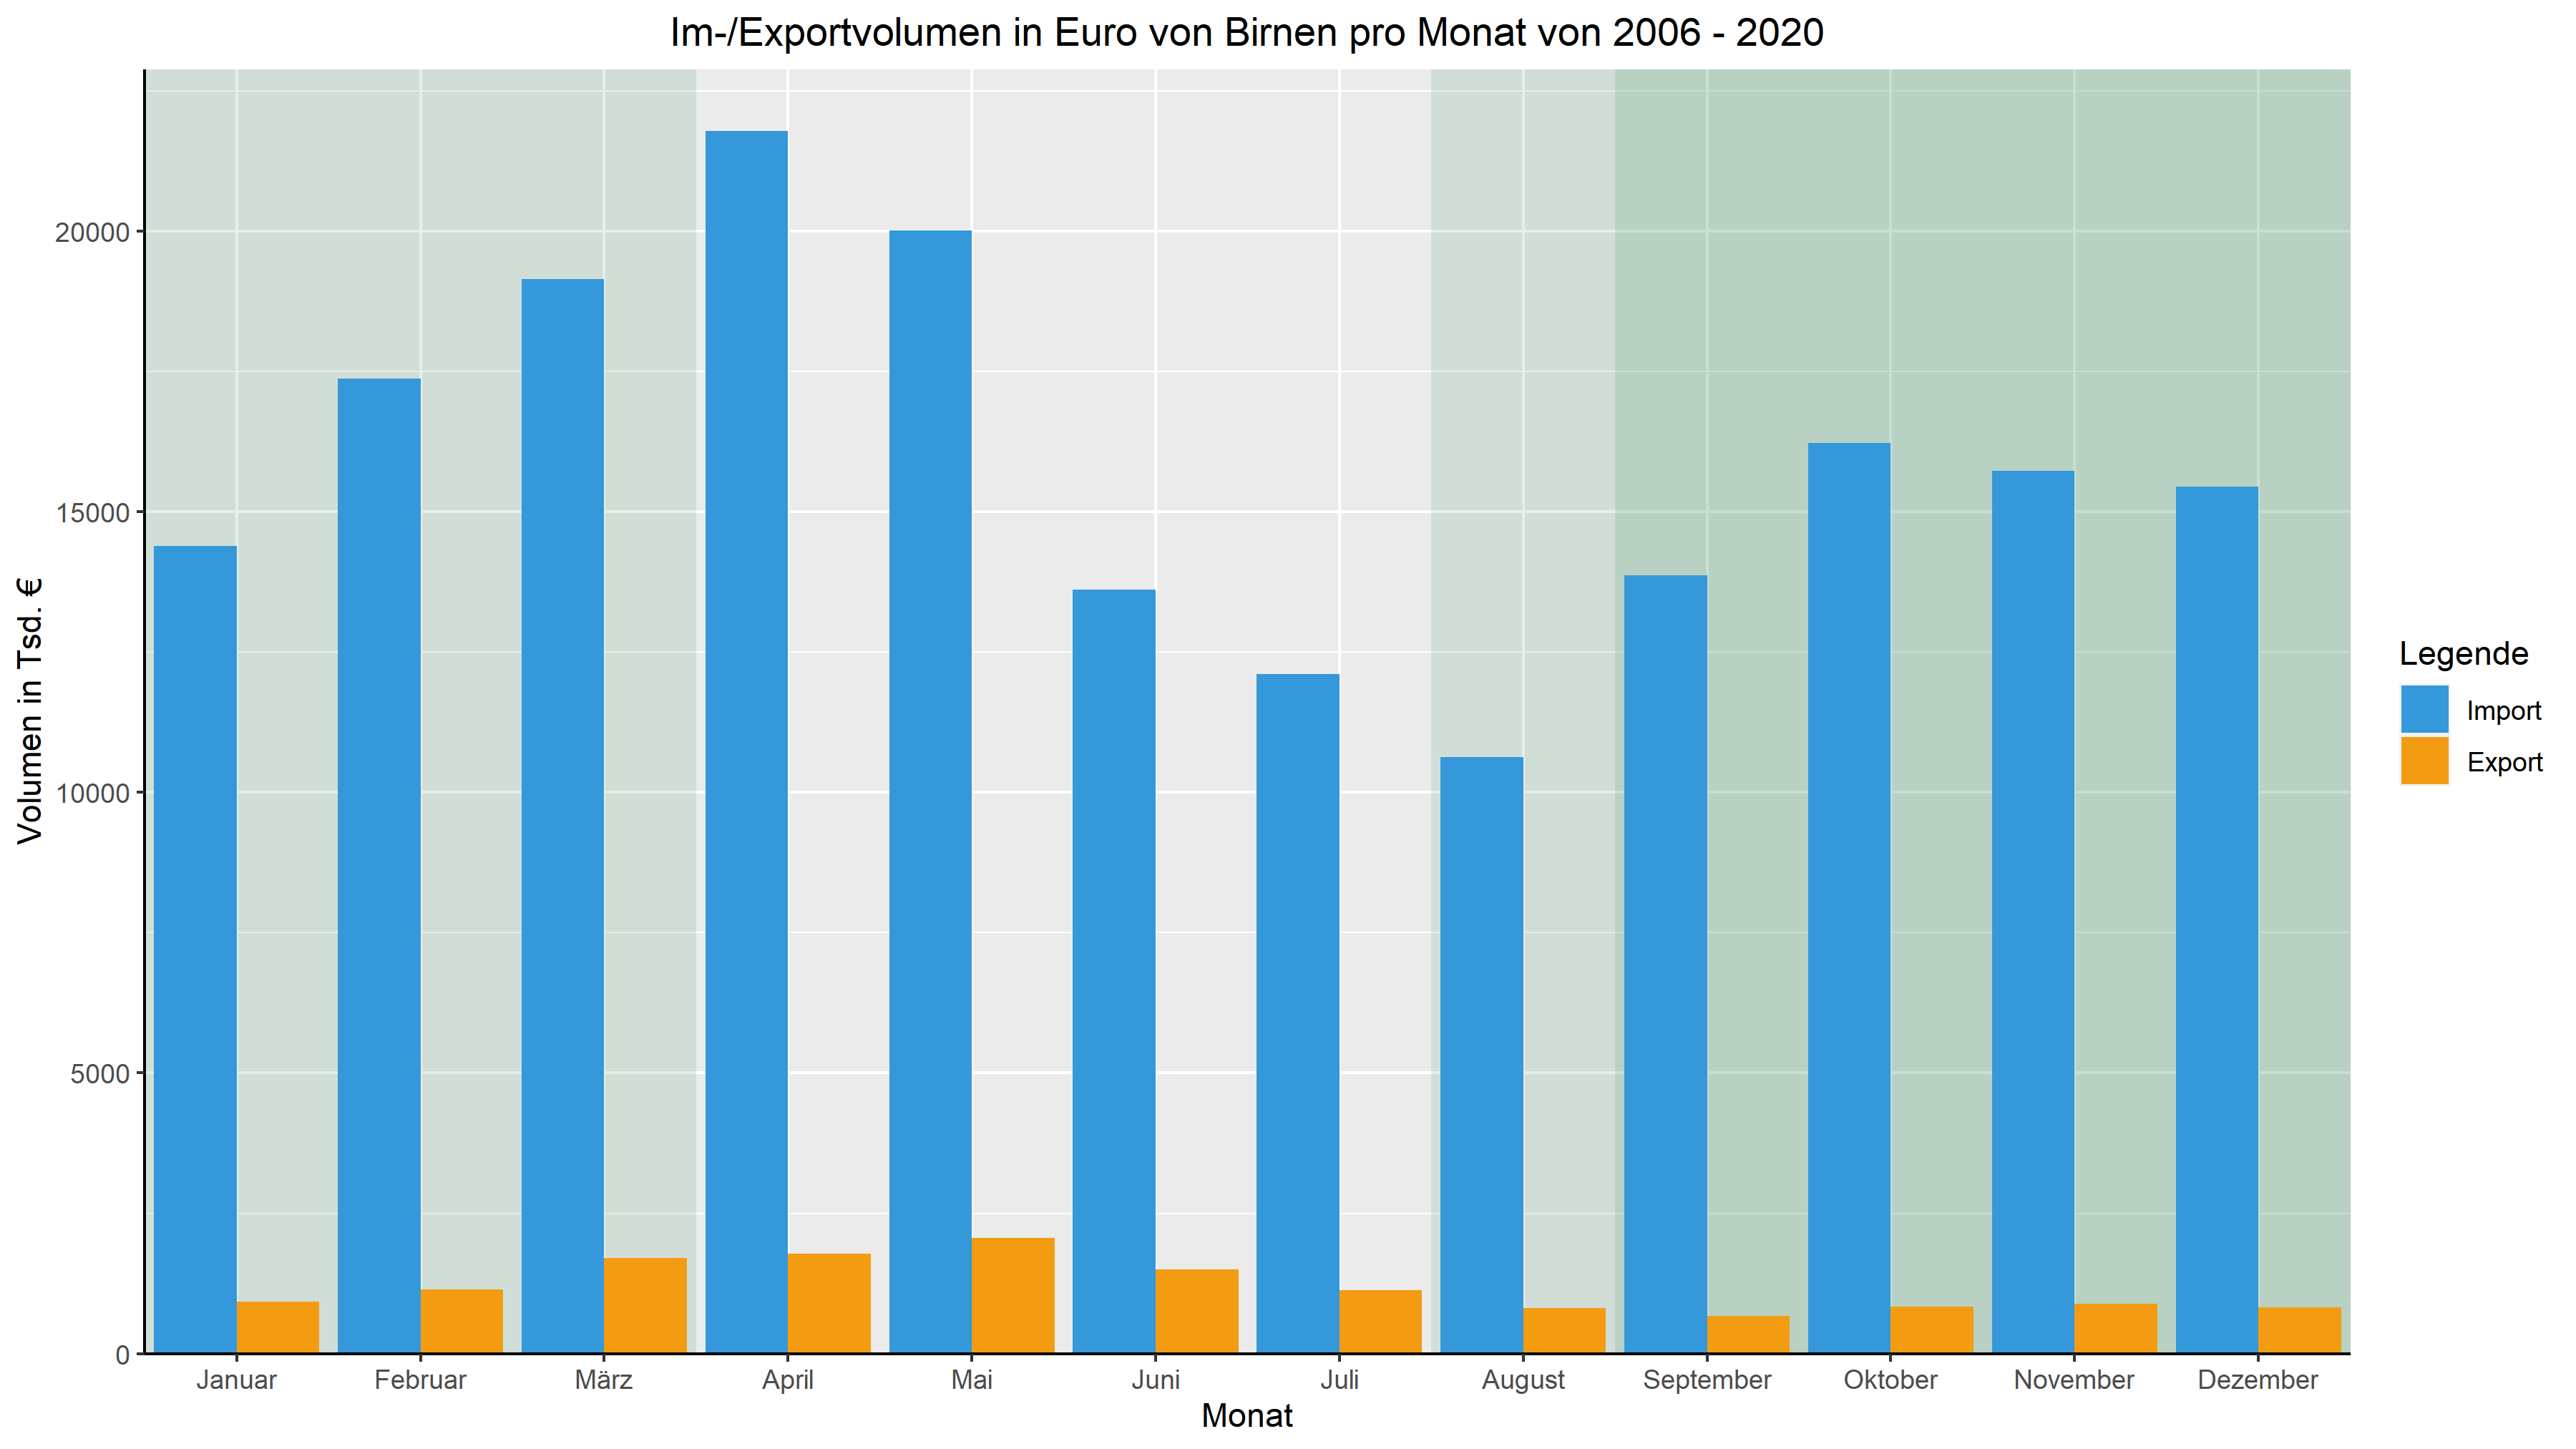 Im-/Exportvolumen in Euro von Birnen pro Monat von 2006 - 2020
Volumen in Tsd. €
20000
15000
10000
5000
0
Januar Februar März April Mai Juni Juli August September Oktober November Dezember
Monat
Legende
Import
Export